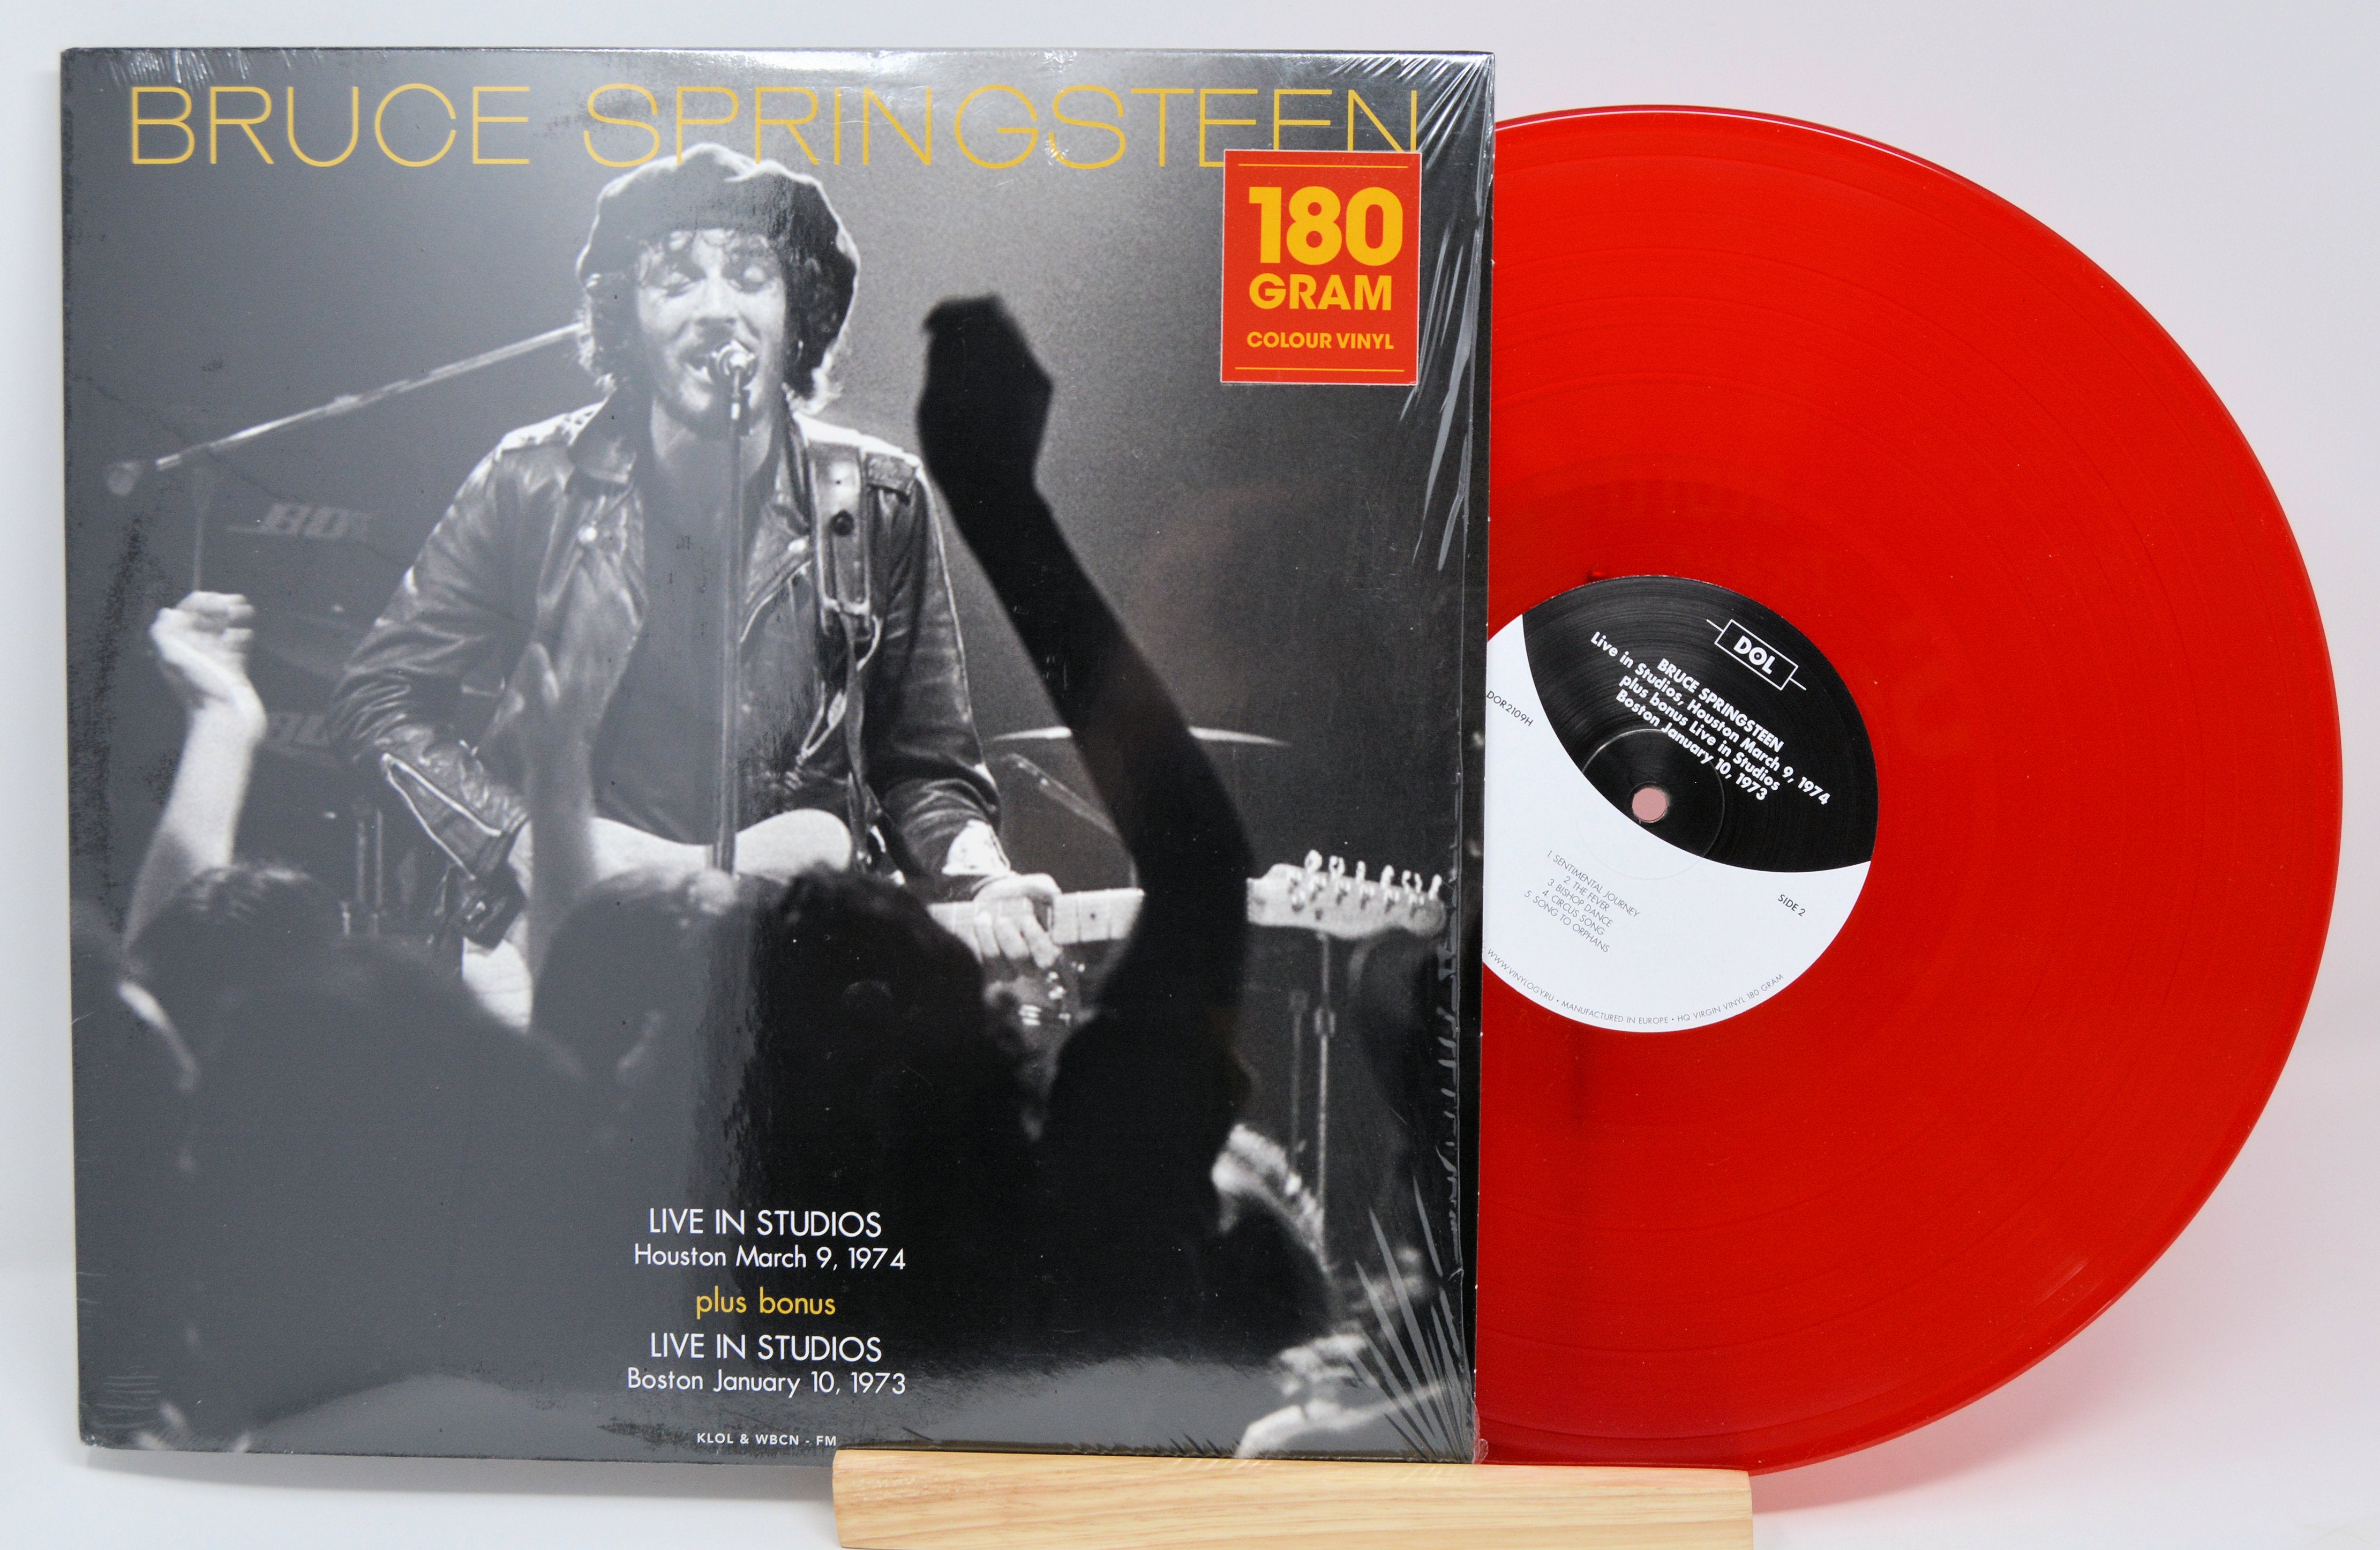 BRUCE SPRINGSTEEN
180
GRAM
COLOUR VINYL
LIVE IN STUDIOS
Houston March 9, 1974
plus bonus
LIVE IN STUDIOS
Boston January 10, 1973
KLOL & WBCN - FM
DOL
BRUCE SPRINGSTEEN
Live in Studios, Houston March 9, 1974
plus bonus Live in Studios
Boston January 10, 1973
DOR2109H
1. SENTIMENTAL JOURNEY
2. THE FEVER
3. BISHOP DANCE
4. CIRCUS SONG
5. SONG TO ORPHANS
SIDE 2
WWW.VINYLOGY.RU • MANUFACTURED IN EUROPE • HQ VIRGIN VINYL 180 GRAM